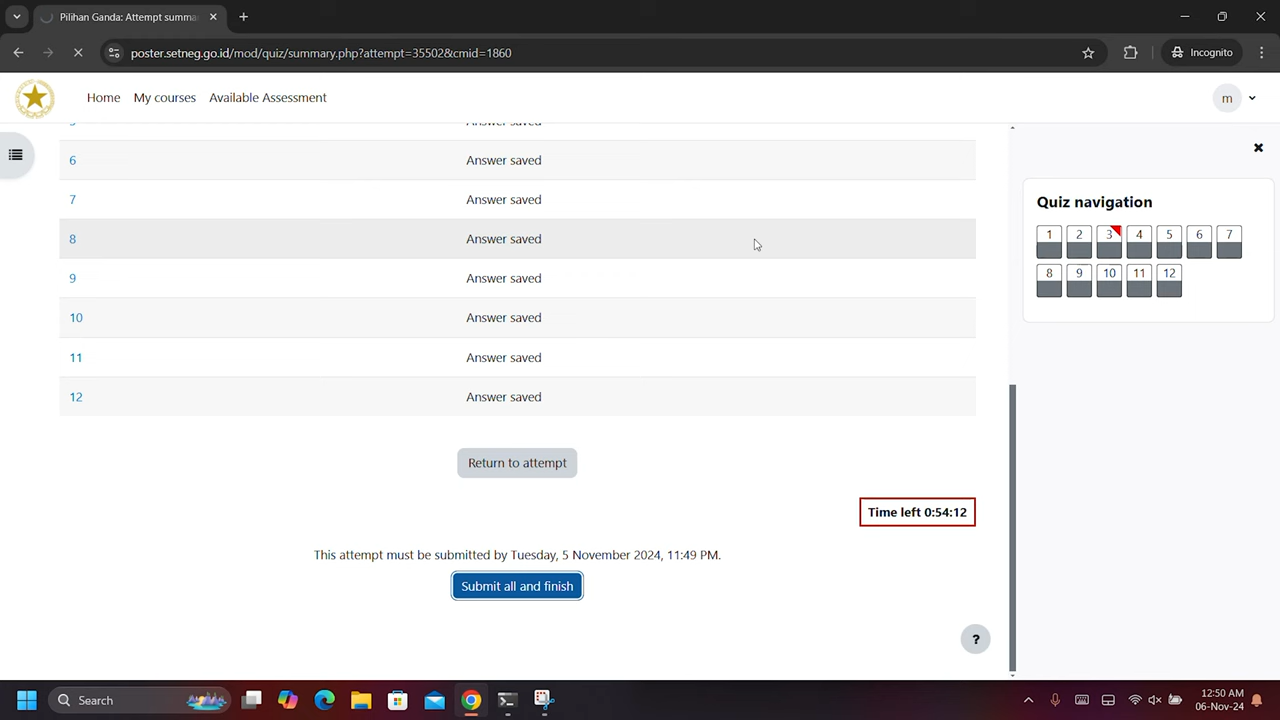 Pilihan Ganda: Attempt summa
poster.setneg.go.id/mod/quiz/summary.php?attempt=35502&cmid=1860
Incognito
Home My courses Available Assessment
m
Answer saved
6 Answer saved
7 Answer saved
8 Answer saved
9 Answer saved
10 Answer saved
11 Answer saved
12 Answer saved
Return to attempt
Time left 0:54:12
This attempt must be submitted by Tuesday, 5 November 2024, 11:49 PM.
Submit all and finish
?
Quiz navigation
1 2 3 4 5 6 7
8 9 10 11 12
Search
12:50 AM
06-Nov-24